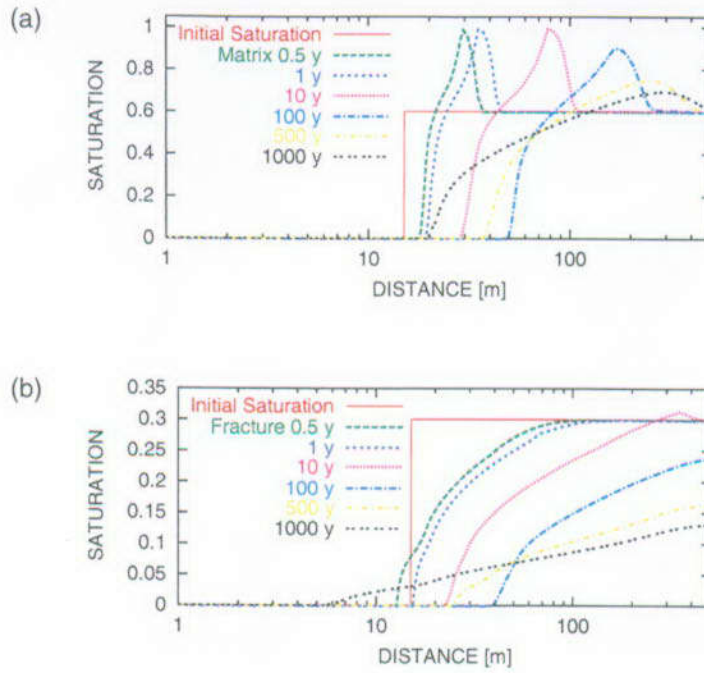 (a)
SATURATION
1
0.8
0.6
0.4
0.2
0
Initial Saturation
Matrix 0.5 y
1 y
10 y
100 y
500 y
1000 y
1
10
100
DISTANCE [m]
(b)
SATURATION
0.35
0.3
0.25
0.2
0.15
0.1
0.05
0
Initial Saturation
Fracture 0.5 y
1 y
10 y
100 y
500 y
1000 y
1
10
100
DISTANCE [m]